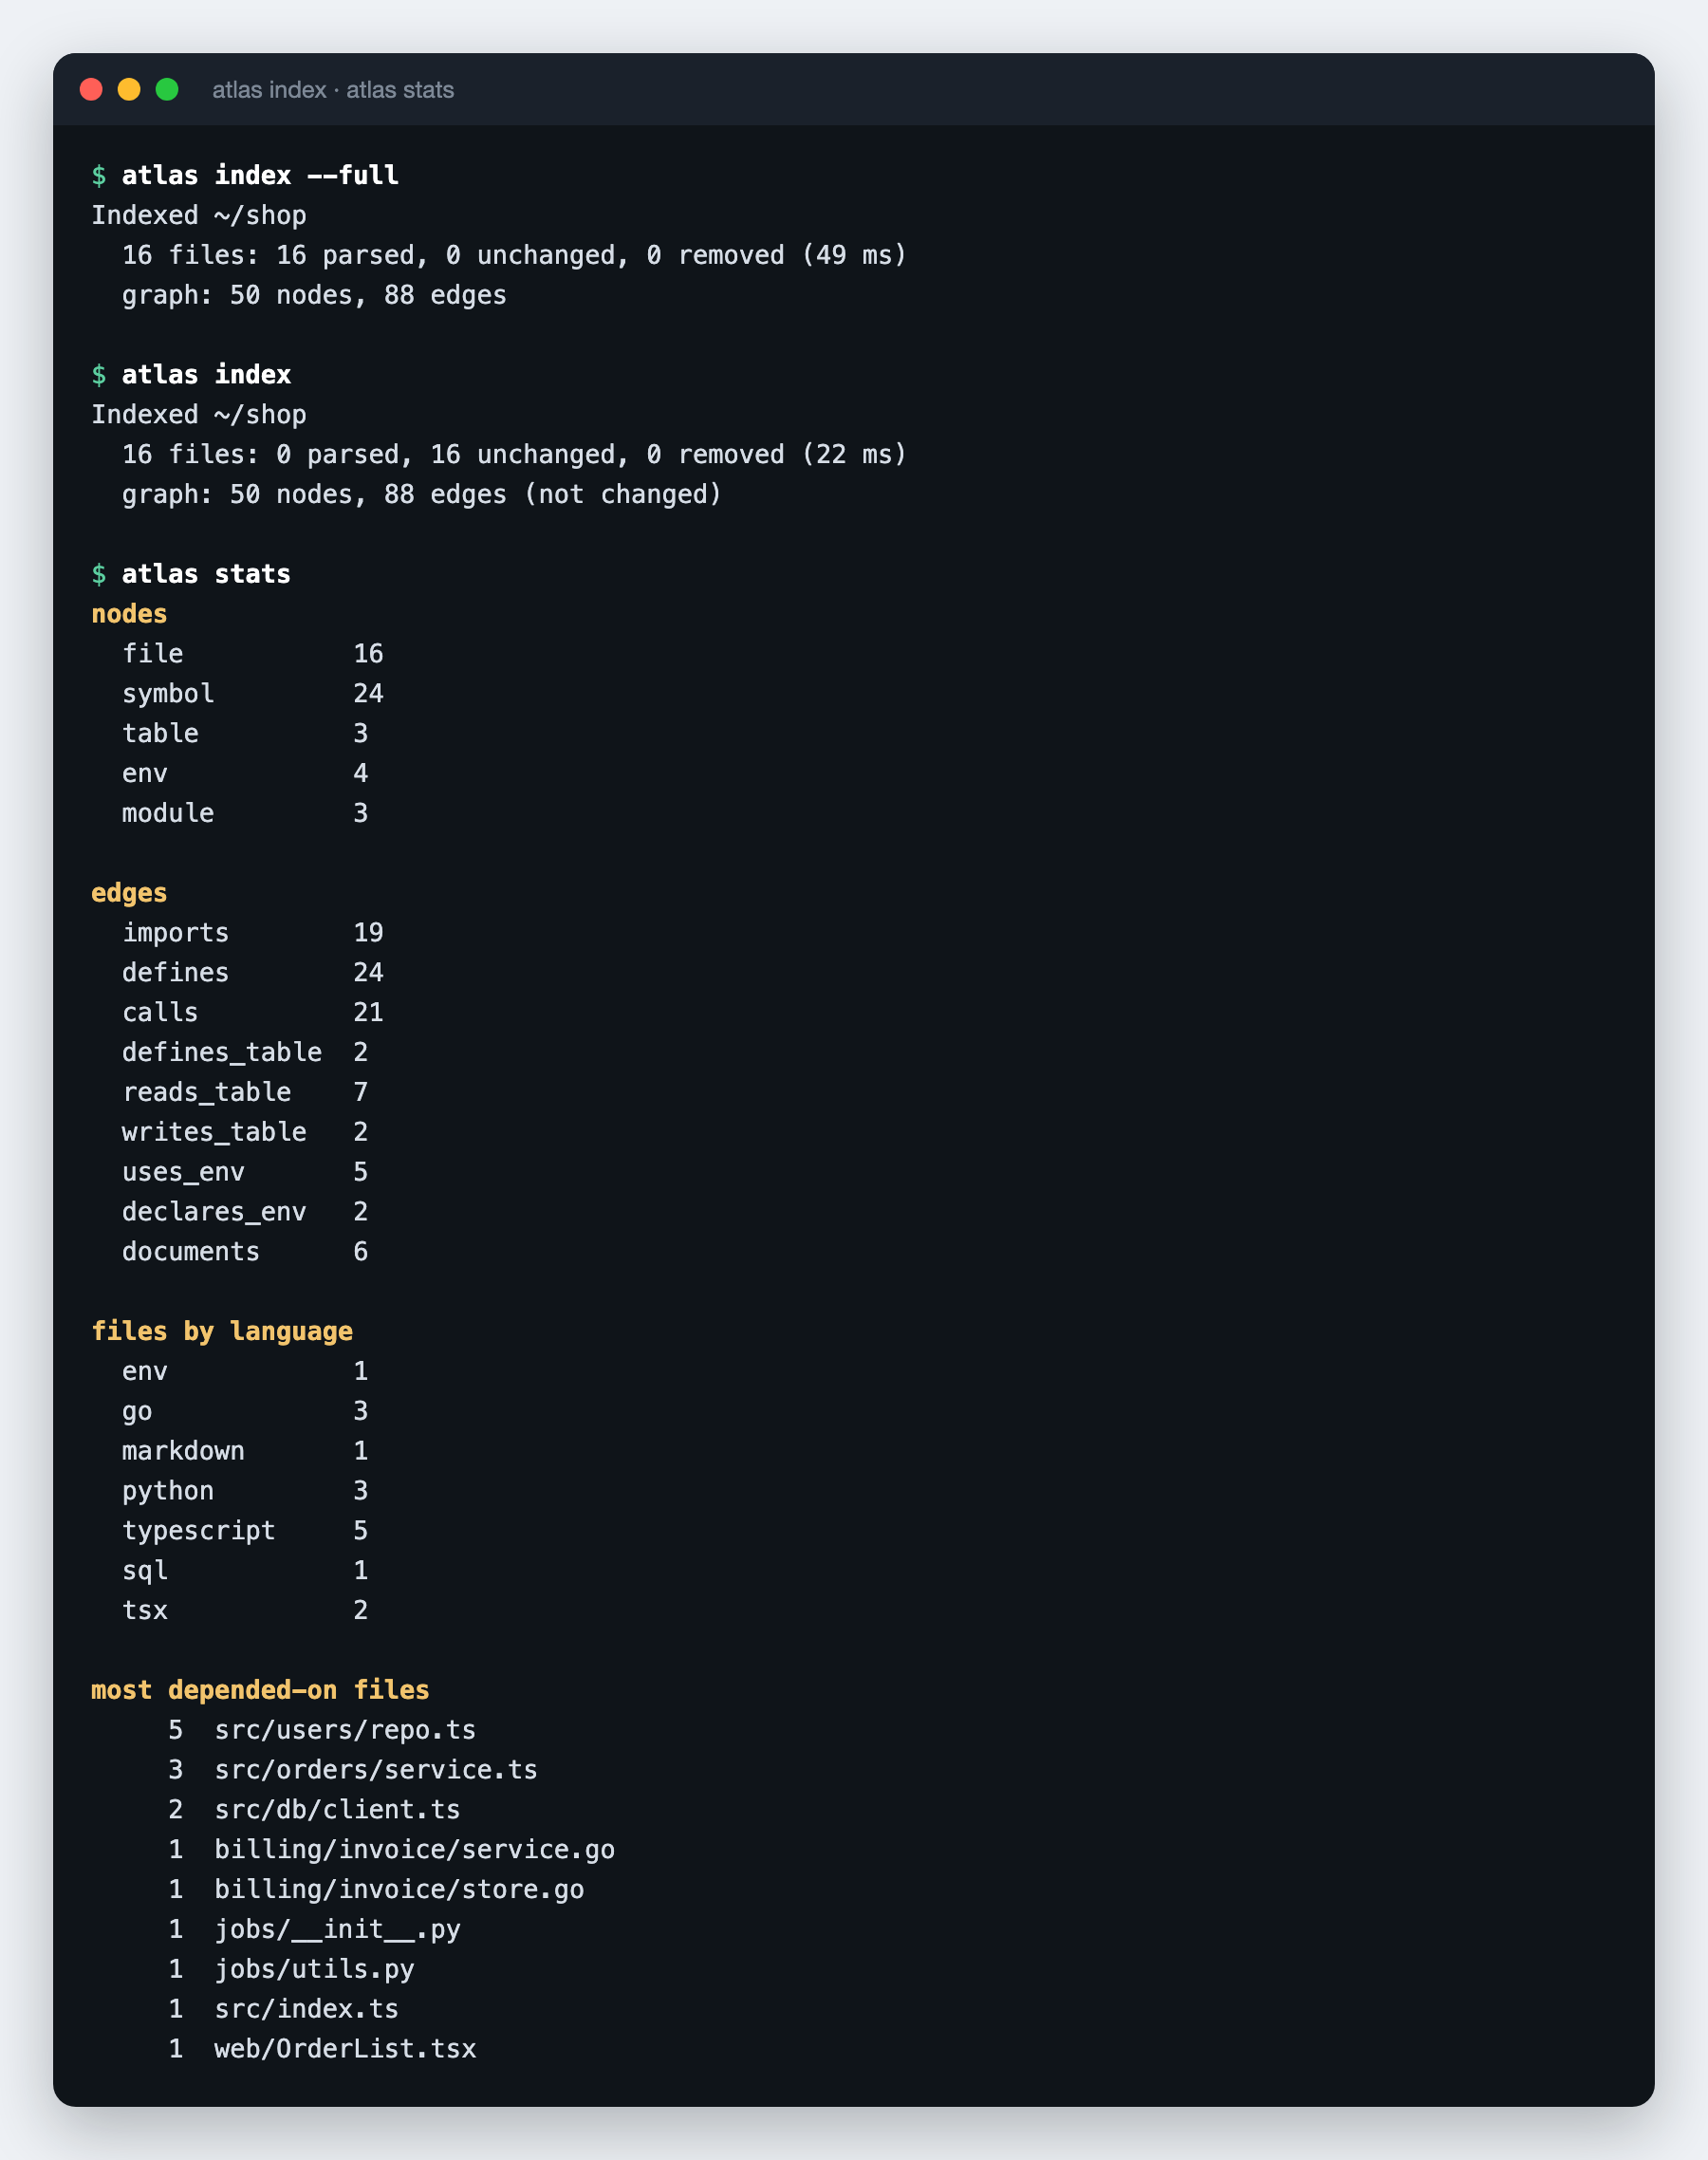 atlas index · atlas stats
$ atlas index --full
Indexed ~/shop
  16 files: 16 parsed, 0 unchanged, 0 removed (49 ms)
  graph: 50 nodes, 88 edges

$ atlas index
Indexed ~/shop
  16 files: 0 parsed, 16 unchanged, 0 removed (22 ms)
  graph: 50 nodes, 88 edges (not changed)

$ atlas stats
nodes
  file           16
  symbol         24
  table          3
  env            4
  module         3

edges
  imports        19
  defines        24
  calls          21
  defines_table  2
  reads_table    7
  writes_table   2
  uses_env       5
  declares_env   2
  documents      6

files by language
  env            1
  go             3
  markdown       1
  python         3
  typescript     5
  sql            1
  tsx            2

most depended-on files
     5  src/users/repo.ts
     3  src/orders/service.ts
     2  src/db/client.ts
     1  billing/invoice/service.go
     1  billing/invoice/store.go
     1  jobs/__init__.py
     1  jobs/utils.py
     1  src/index.ts
     1  web/OrderList.tsx